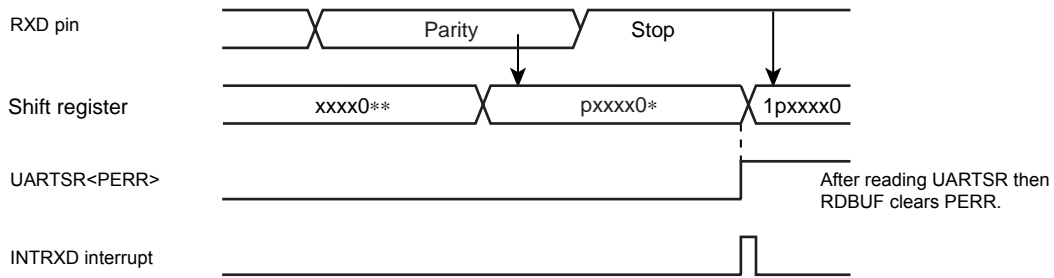 RXD pin
Parity
Stop
Shift register
xxxx0**
pxxxx0*
1pxxxx0
UARTSR<PERR>
After reading UARTSR then
RDBUF clears PERR.
INTRXD interrupt